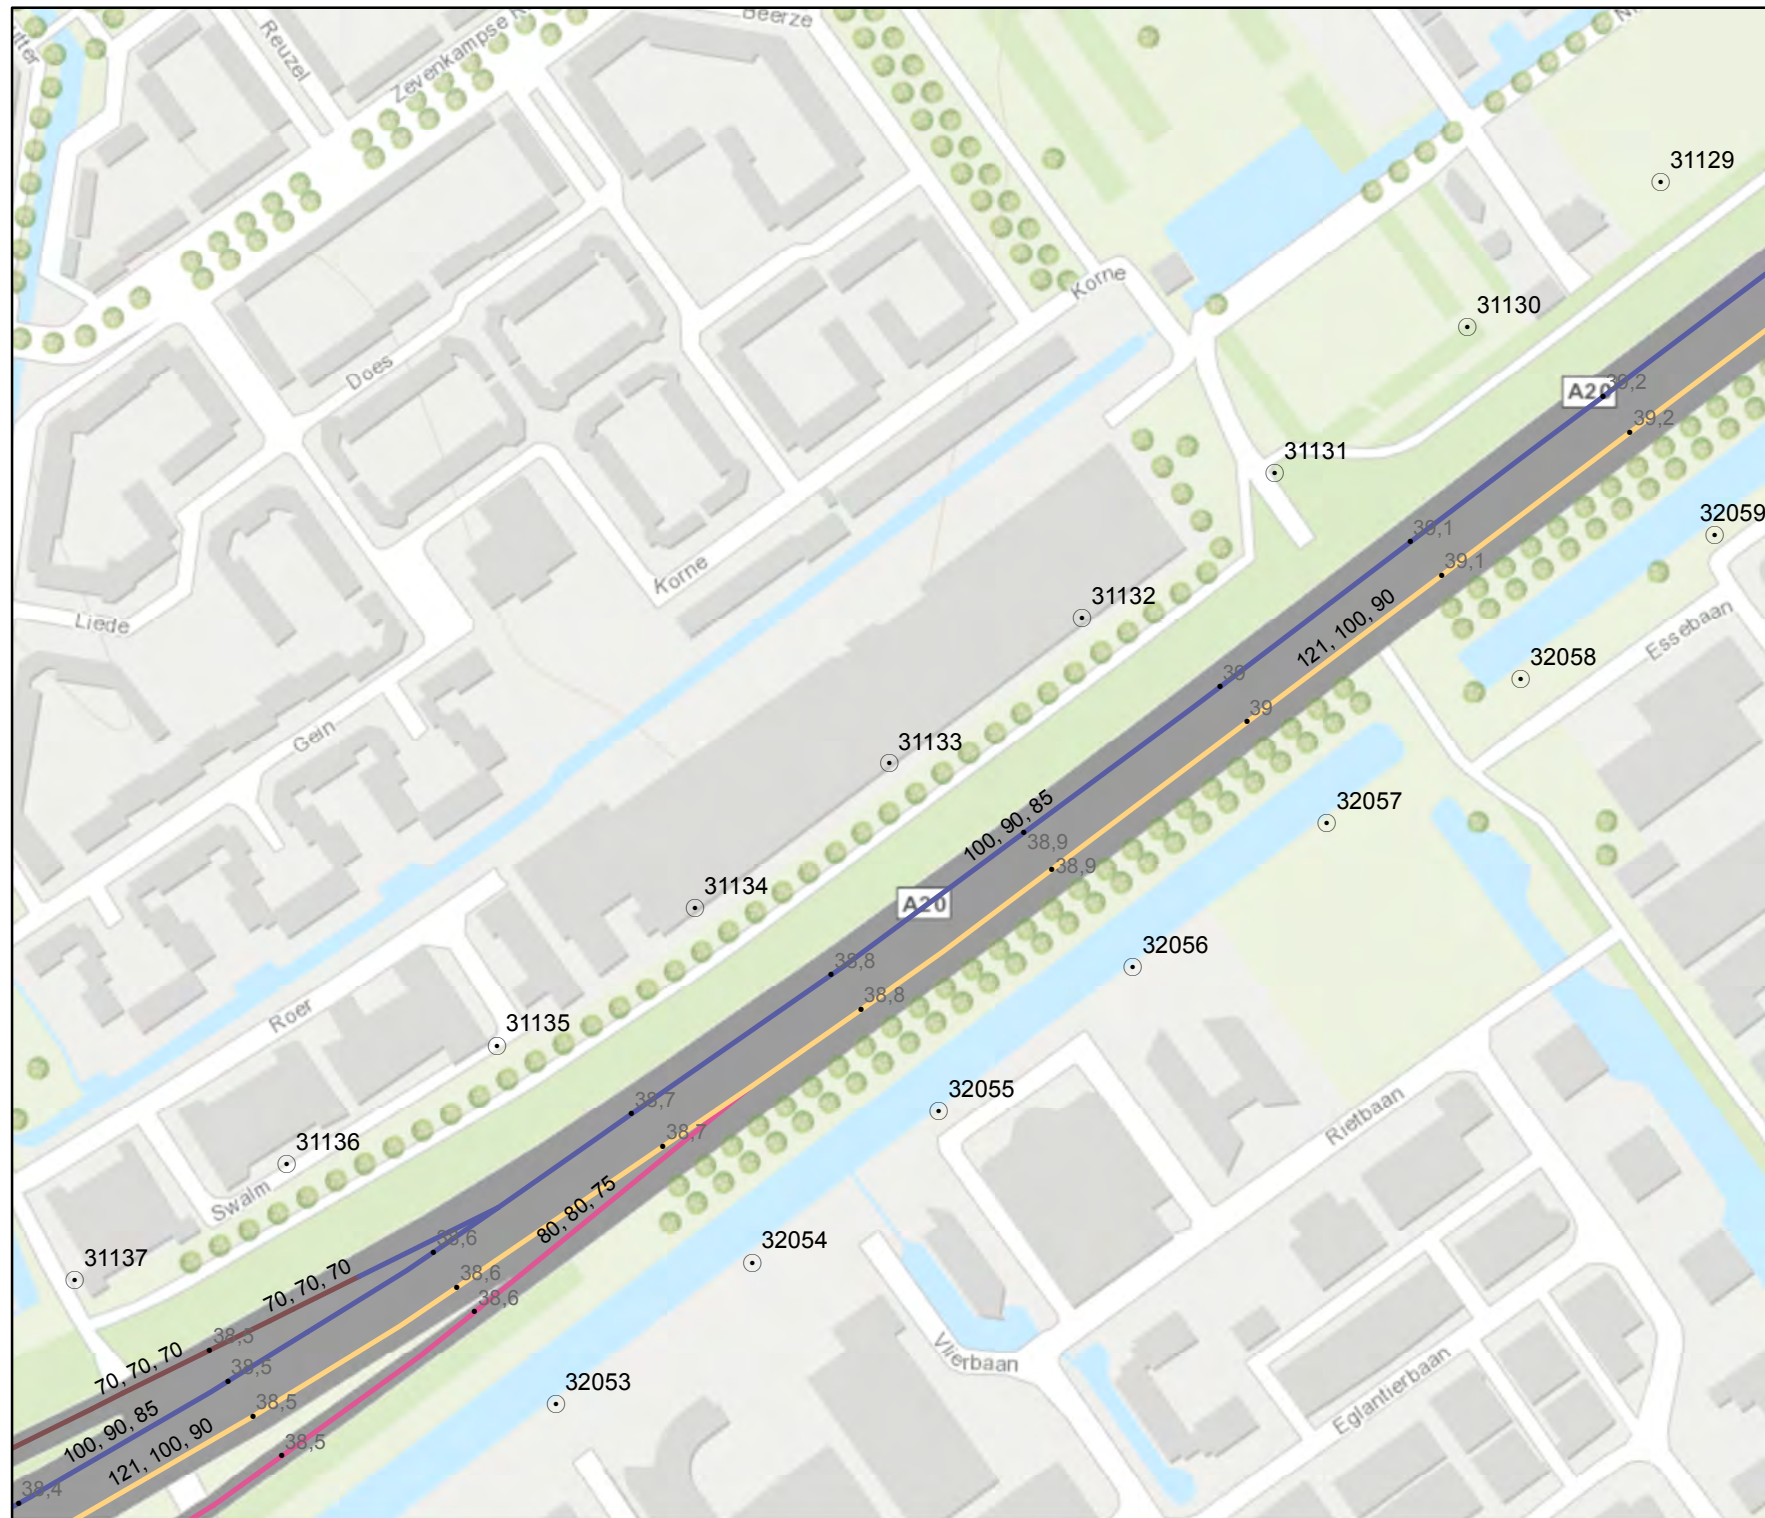 Beerze
Reuzel
Zevenkampse
31129
Korne
31130
Does
A20
39,2
39,2
31131
32059
39,1
39,1
Korne
Liede
31132
121, 100, 90
Essebaan
32058
39
39
Gein
31133
32057
100, 90, 85
38,9
38,9
31134
A20
32056
38,8
38,8
Roer
31135
32055
38,7
38,7
Rietbaan
31136
Swalm
80, 80, 75
32054
38,6
31137
70, 70, 70
38,6
38,6
38,5
Vlierbaan
70, 70, 70
38,5
32053
Eglantierbaan
100, 90, 85
38,5
121, 100, 90
38,5
38,4